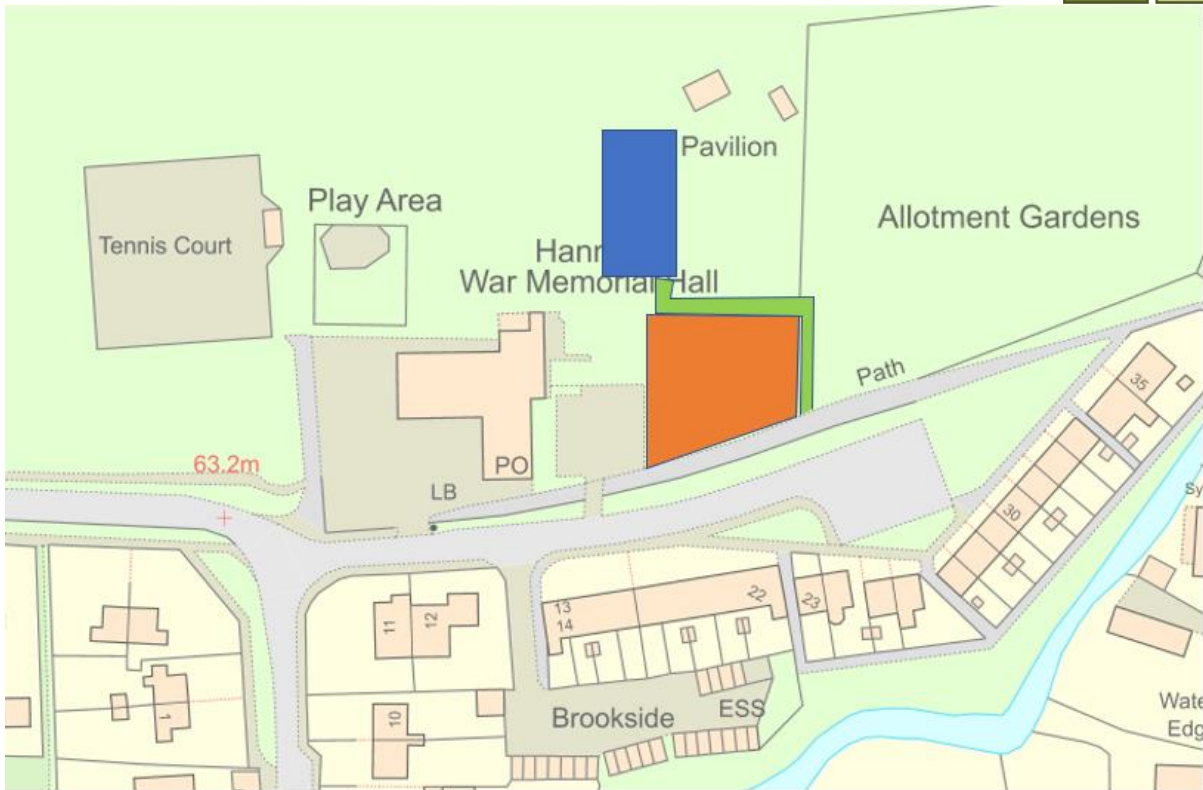 Pavilion
Play Area
Allotment Gardens
Tennis Court
Hann
War Memorial Hall
Path
35
63.2m
PO
LB
30
Sy
13
14
22
23
11
12
1
10
Brookside
ESS
Wate
Edg